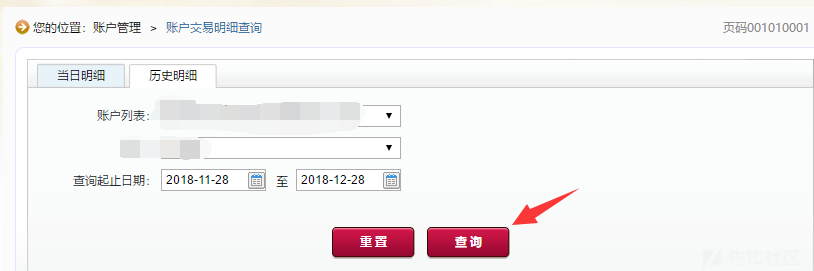 您的位置：账户管理 > 账户交易明细查询 页码001010001
当日明细 历史明细
账户列表：
查询起止日期： 2018-11-28 至 2018-12-28
重置 查询
先知社区